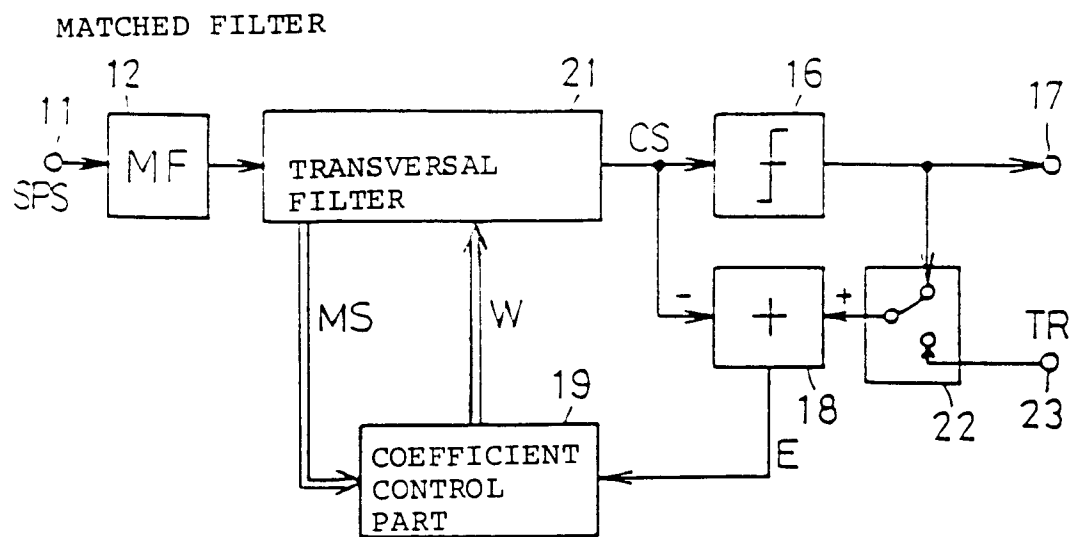 MATCHED FILTER
11
12
21
16
17
SPS
MF
TRANSVERSAL
FILTER
CS
MS
W
-
+
+
TR
19
18
22
23
COEFFICIENT
CONTROL
PART
E